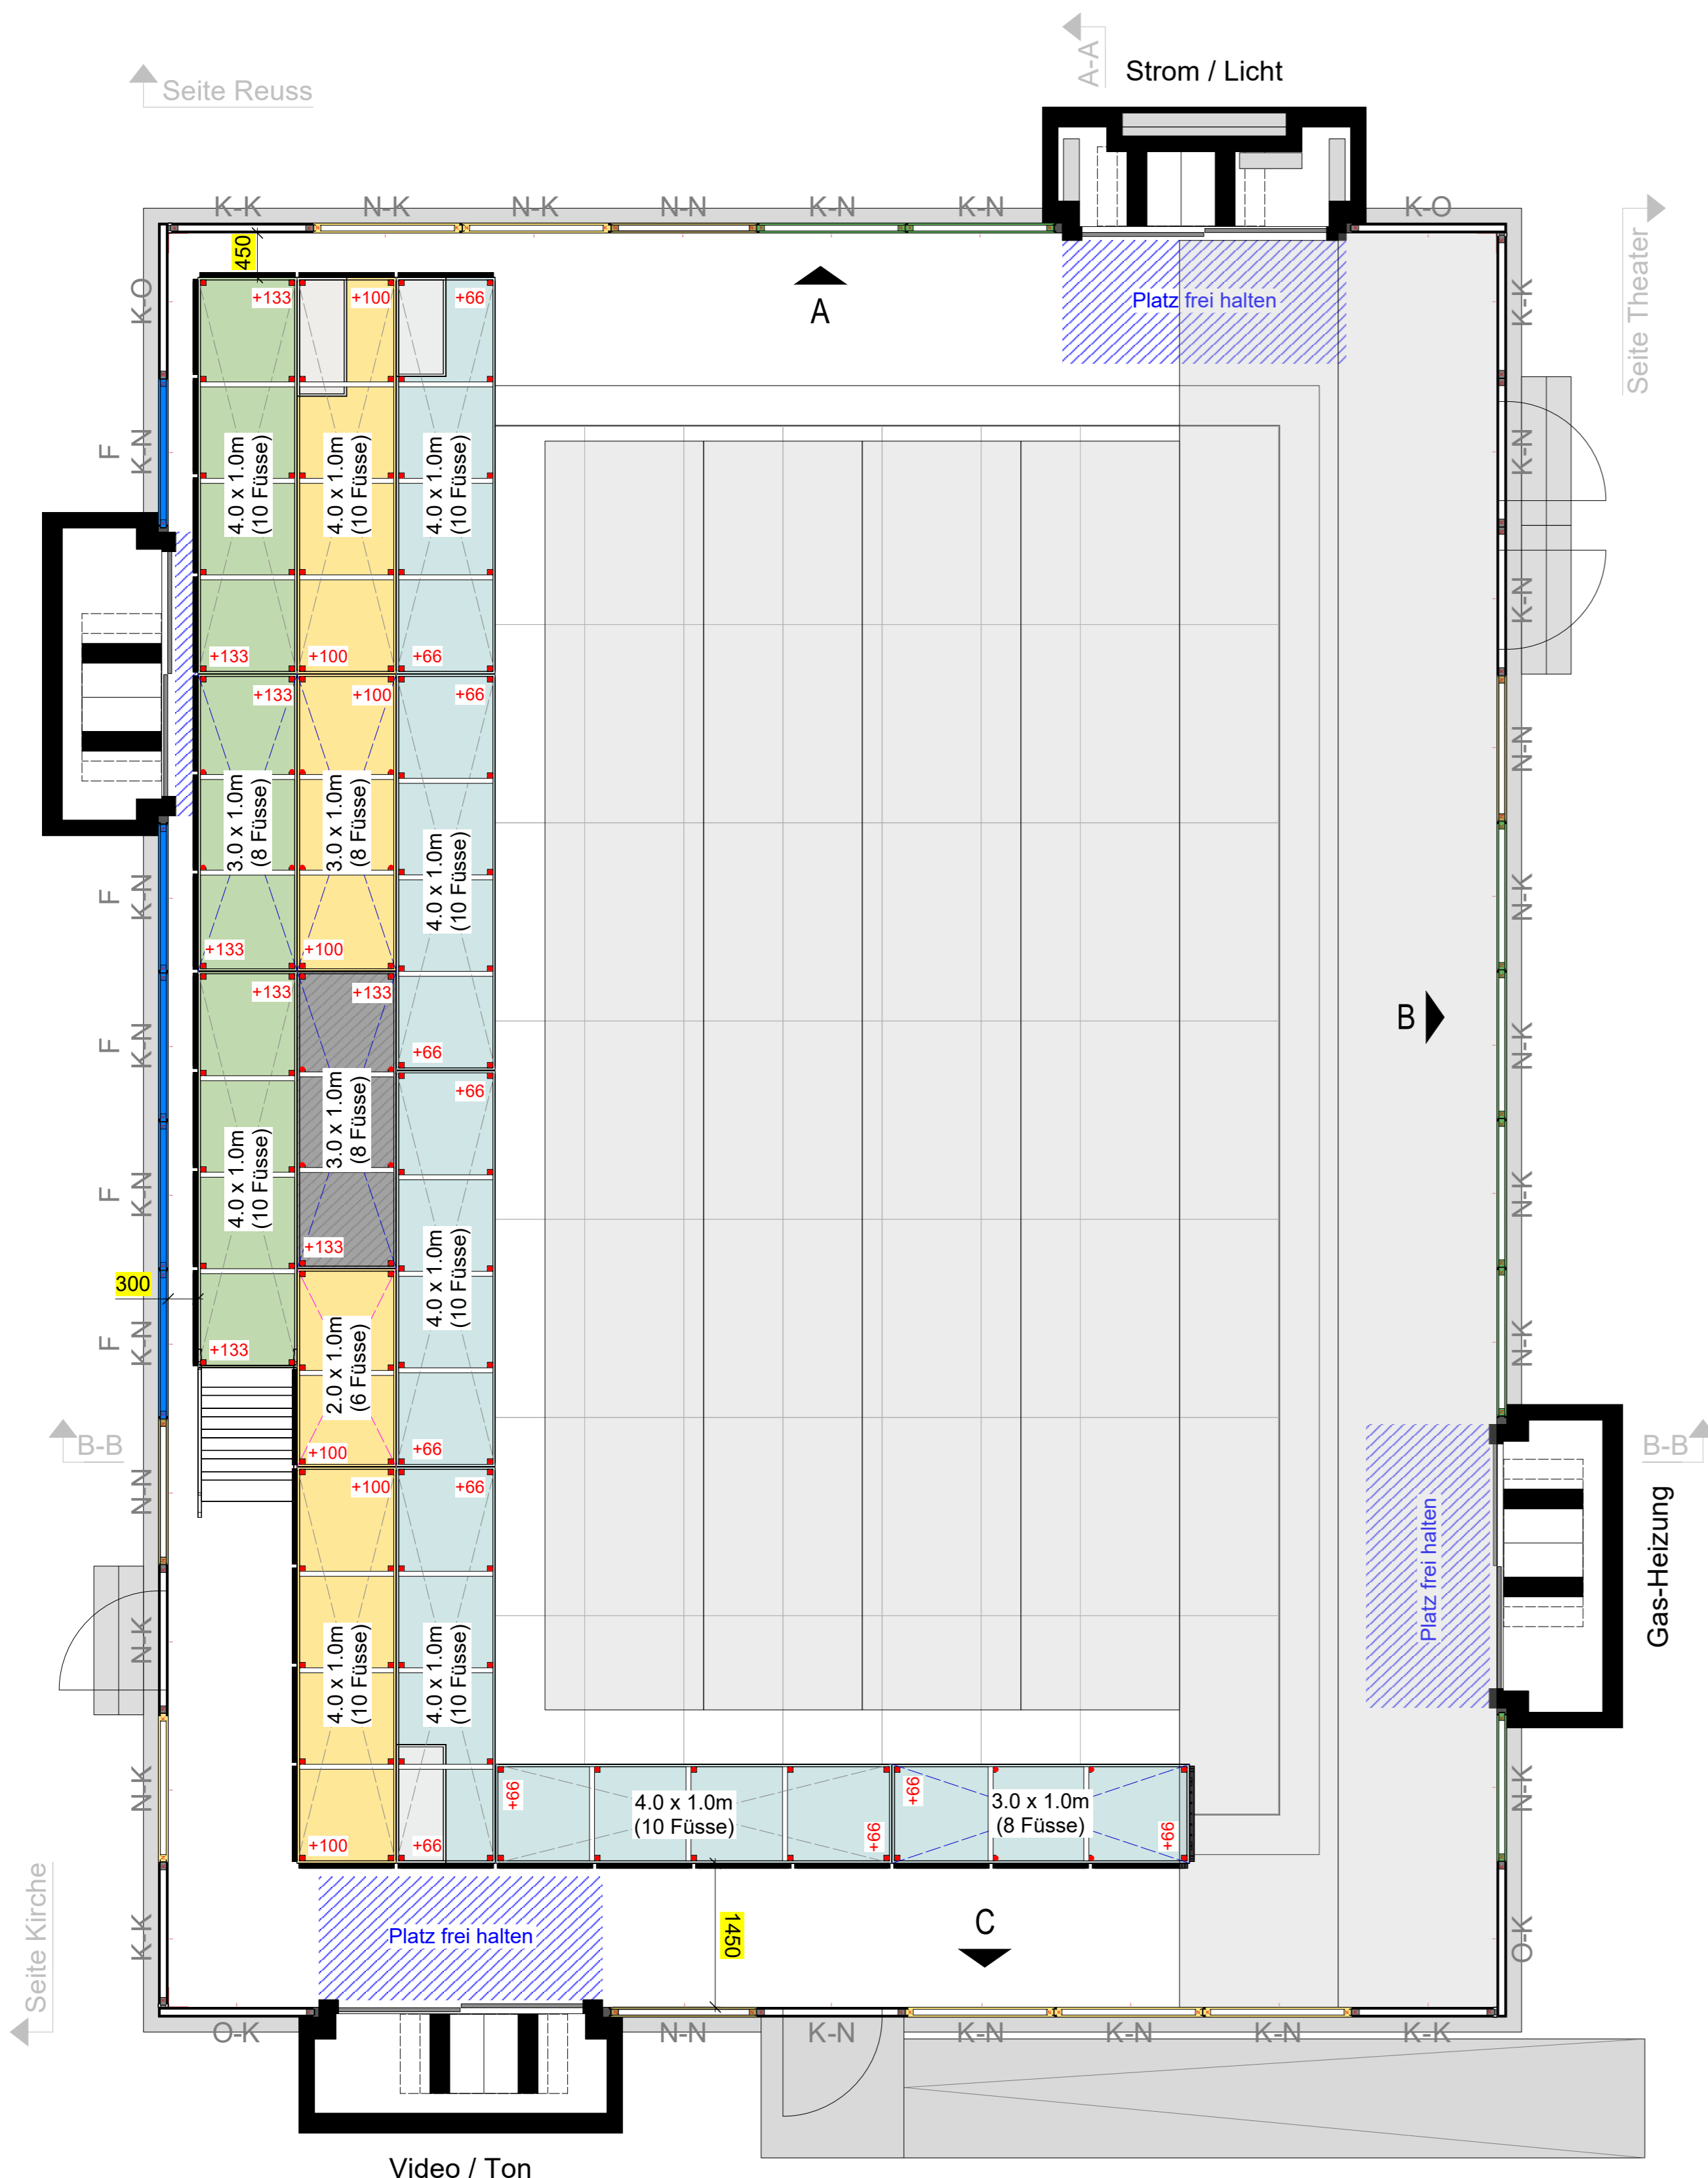 A-A
Strom / Licht
Seite Reuss
K-K
N-K
N-K
N-N
K-N
K-N
K-O
450
Seite Theater
K-O
+133
+100
+66
Platz frei halten
A
K-K
F
K-N
4.0 x 1.0m
(10 Füsse)
4.0 x 1.0m
(10 Füsse)
4.0 x 1.0m
(10 Füsse)
K-N
K-N
+133
+100
+66
+133
+100
+66
N-N
3.0 x 1.0m
(8 Füsse)
3.0 x 1.0m
(8 Füsse)
4.0 x 1.0m
(10 Füsse)
F
K-N
N-K
+133
+100
+133
+133
B
F
K-N
N-K
+66
+66
3.0 x 1.0m
(8 Füsse)
4.0 x 1.0m
(10 Füsse)
F
K-N
N-K
+133
4.0 x 1.0m
(10 Füsse)
300
+133
F
K-N
2.0 x 1.0m
(6 Füsse)
N-K
B-B
+100
+66
B-B
+100
+66
N-N
Platz frei halten
Gas-Heizung
N-K
4.0 x 1.0m
(10 Füsse)
4.0 x 1.0m
(10 Füsse)
N-K
+66
+66
N-K
4.0 x 1.0m
(10 Füsse)
3.0 x 1.0m
(8 Füsse)
+100
+66
+66
+66
Seite Kirche
K-K
Platz frei halten
1450
C
O-K
O-K
N-N
K-N
K-N
K-N
K-N
K-K
Video / Ton